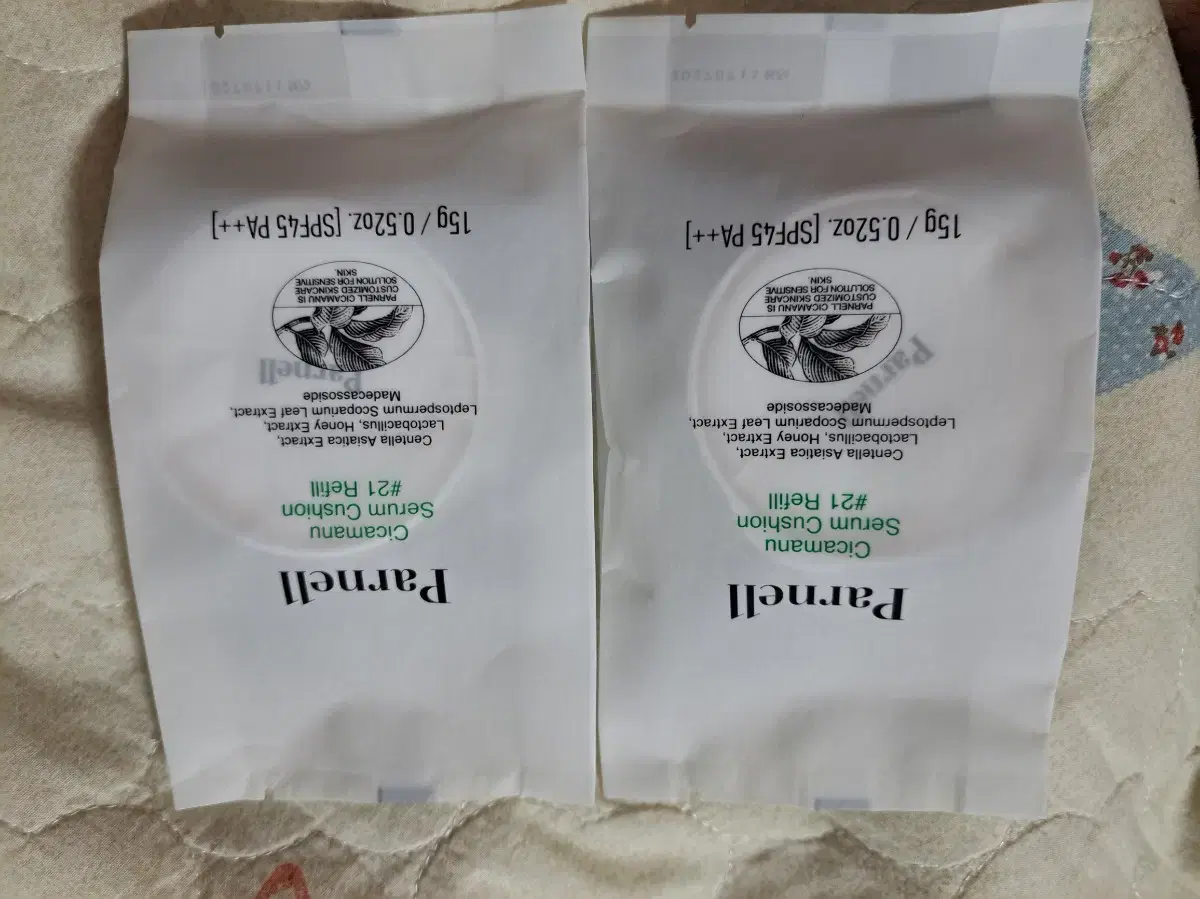 Parnell
Cicamanu
Serum Cushion
#21 Refill
Centella Asiatica Extract,
Lactobacillus, Honey Extract,
Leptospermum Scoparium Leaf Extract,
Madecassoside
Parnell
PARNELL CICAMANU IS
CUSTOMIZED SKINCARE
SOLUTION FOR SENSITIVE
SKIN.
15g / 0.52oz. [SPF45 PA++]
Parnell
Cicamanu
Serum Cushion
#21 Refill
Centella Asiatica Extract,
Lactobacillus, Honey Extract,
Leptospermum Scoparium Leaf Extract,
Madecassoside
Parnell
PARNELL CICAMANU IS
CUSTOMIZED SKINCARE
SOLUTION FOR SENSITIVE
SKIN.
15g / 0.52oz. [SPF45 PA++]